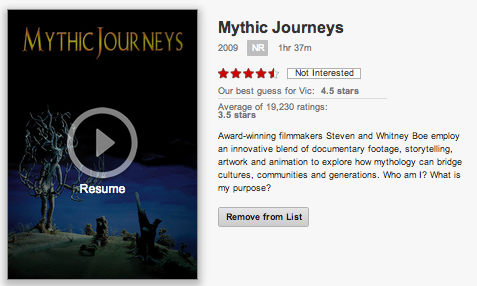 MYTHIC JOURNEYS
Resume
Mythic Journeys
2009 NR 1hr 37m
Not Interested
Our best guess for Vic: 4.5 stars
Average of 19,230 ratings:
3.5 stars
Award-winning filmmakers Steven and Whitney Boe employ
an innovative blend of documentary footage, storytelling,
artwork and animation to explore how mythology can bridge
cultures, communities and generations. Who am I? What is
my purpose?
Remove from List